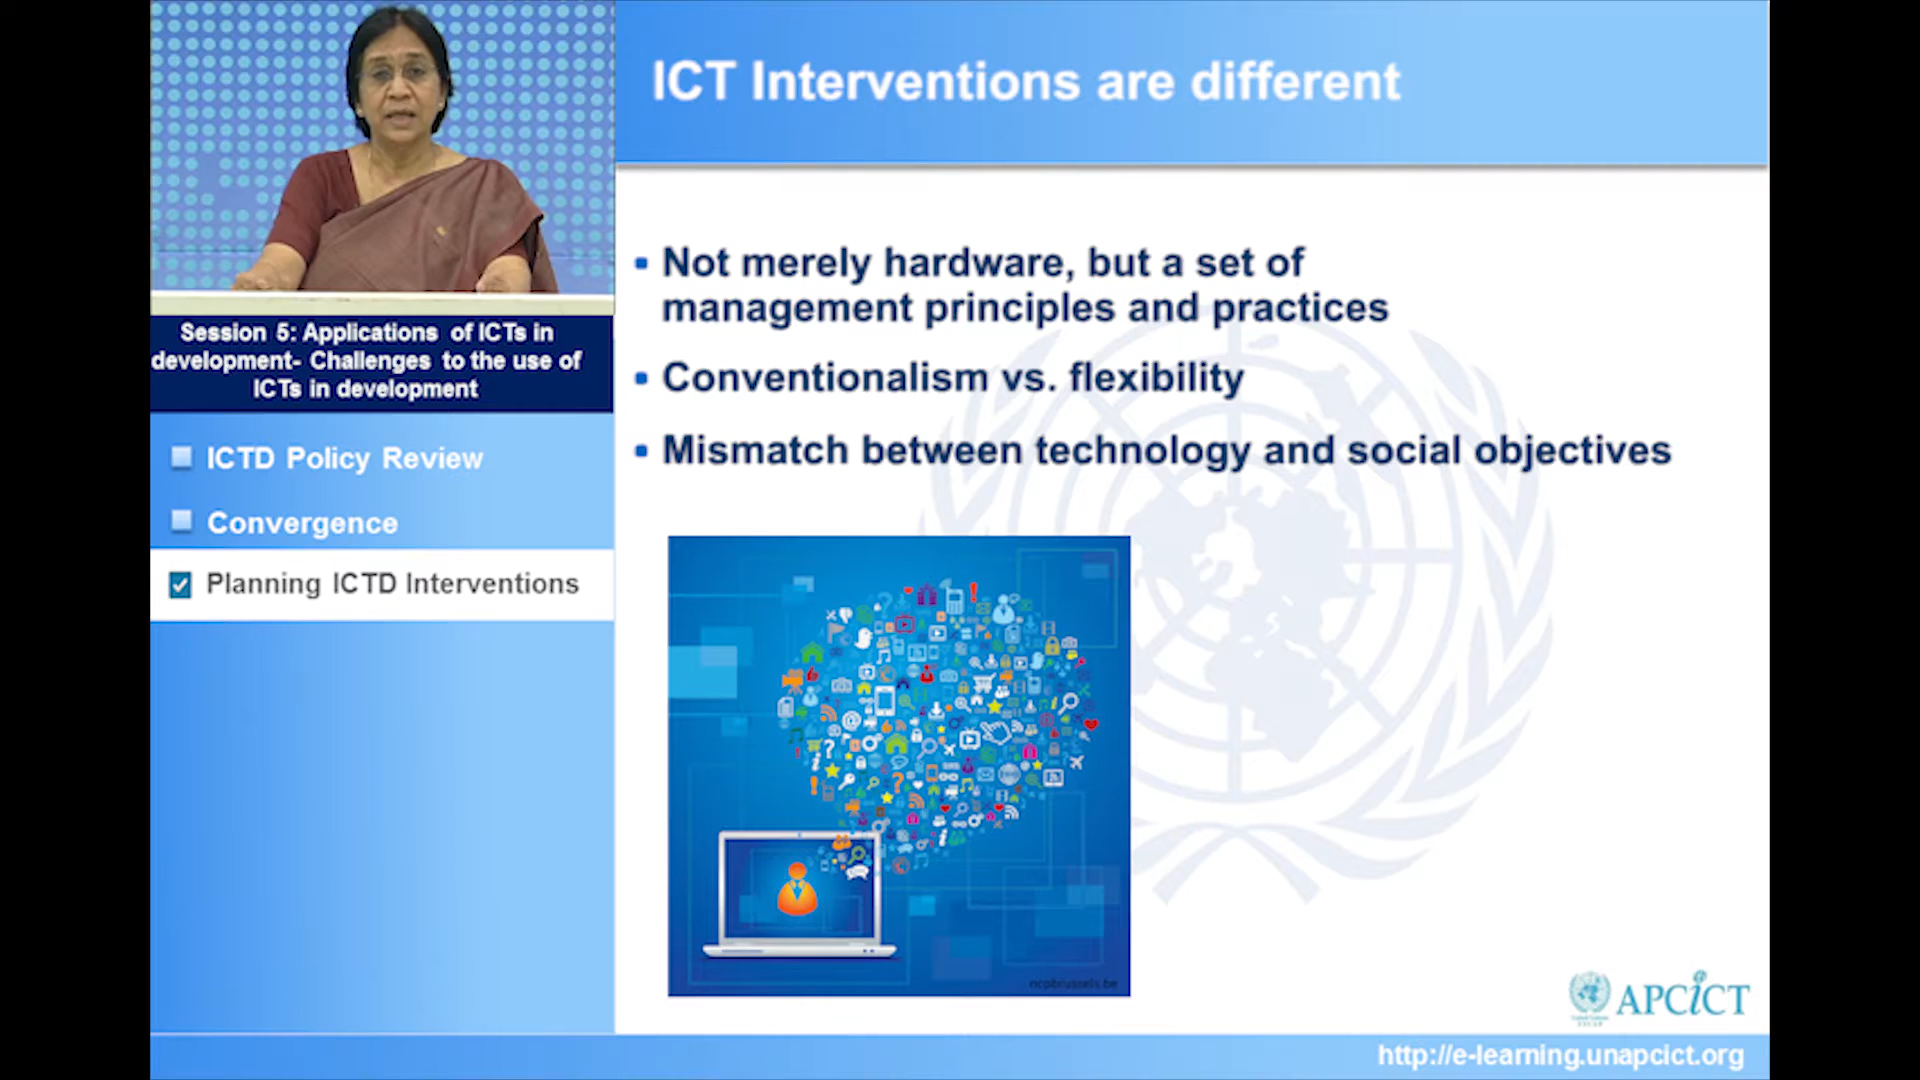 ICT Interventions are different
Not merely hardware, but a set of
management principles and practices
Conventionalism vs. flexibility
Mismatch between technology and social objectives
Session 5: Applications of ICTs in
development- Challenges to the use of
ICTs in development
ICTD Policy Review
Convergence
Planning ICTD Interventions
ncpbrussels.be
APCICT
http://e-learning.unapcict.org